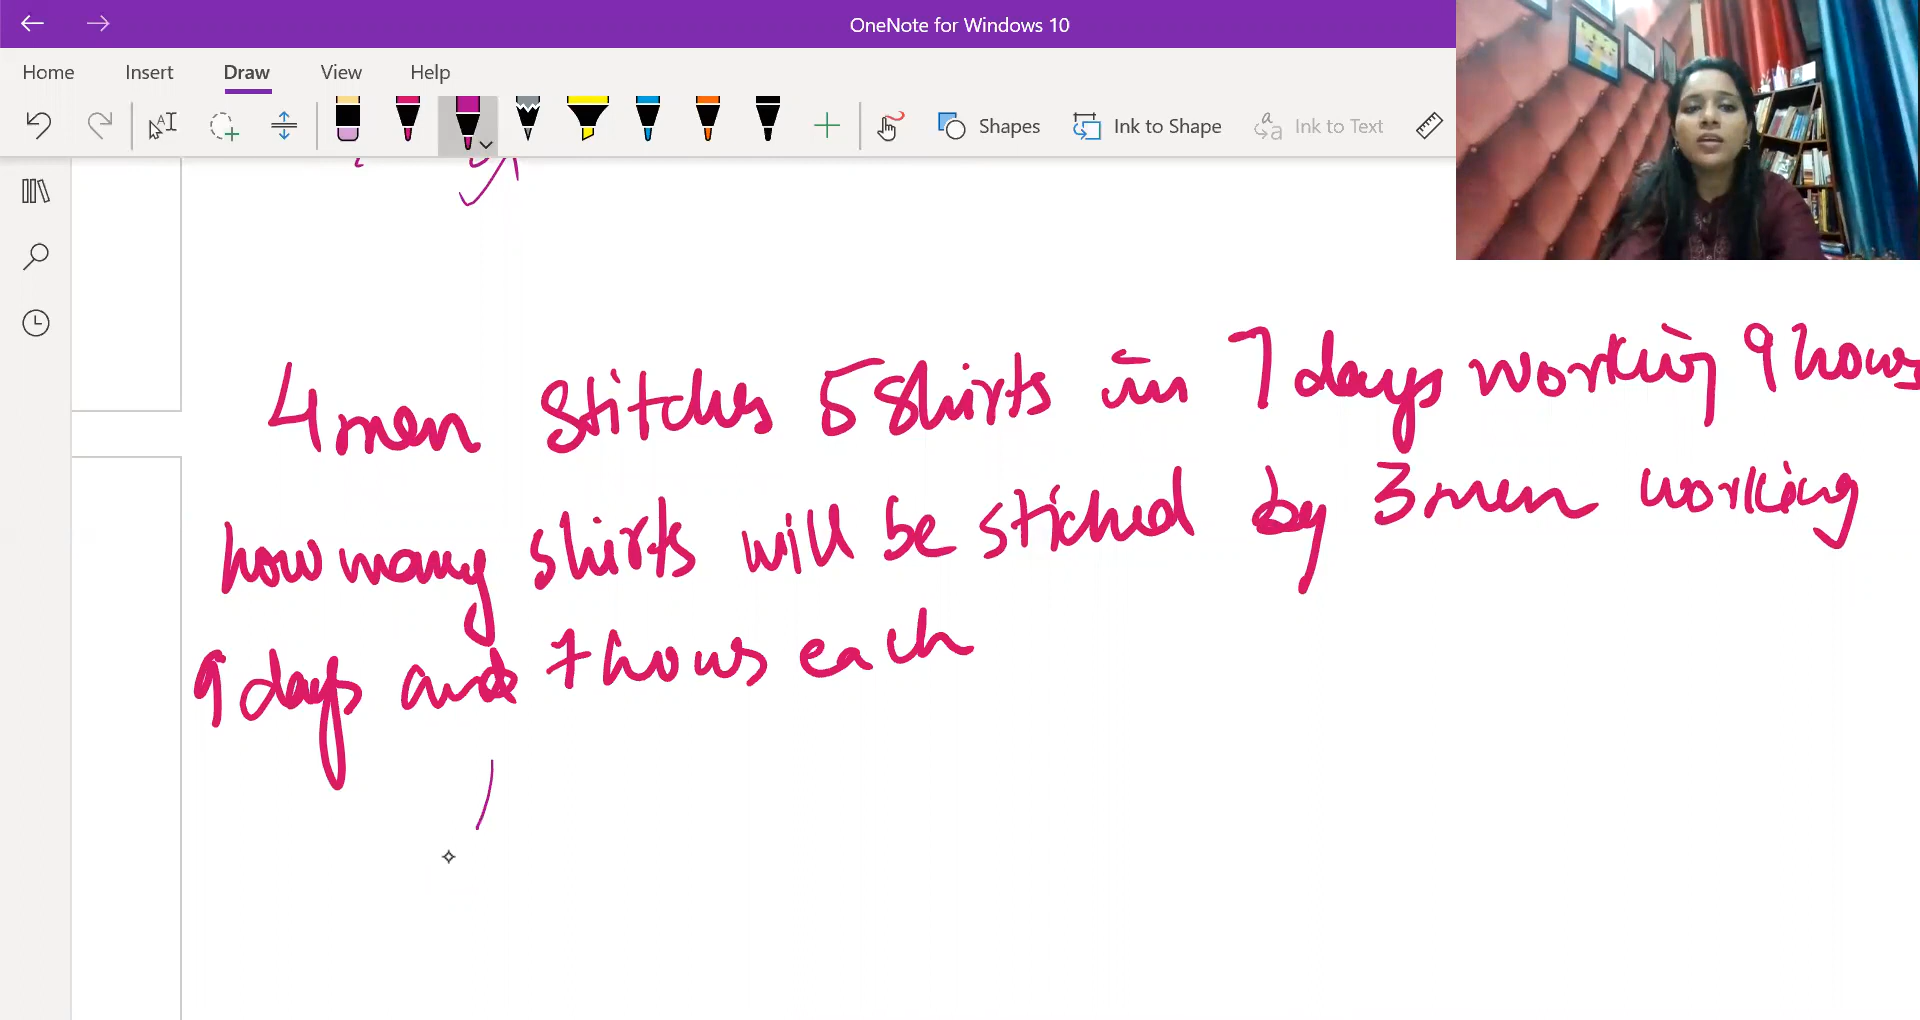 OneNote for Windows 10
Home Insert Draw View Help
Shapes Ink to Shape Ink to Text
4 men stitches 5 shirts in 7 days working 9 hours
how many shirts will be stiched by 3 men working
9 days and 7 hours each